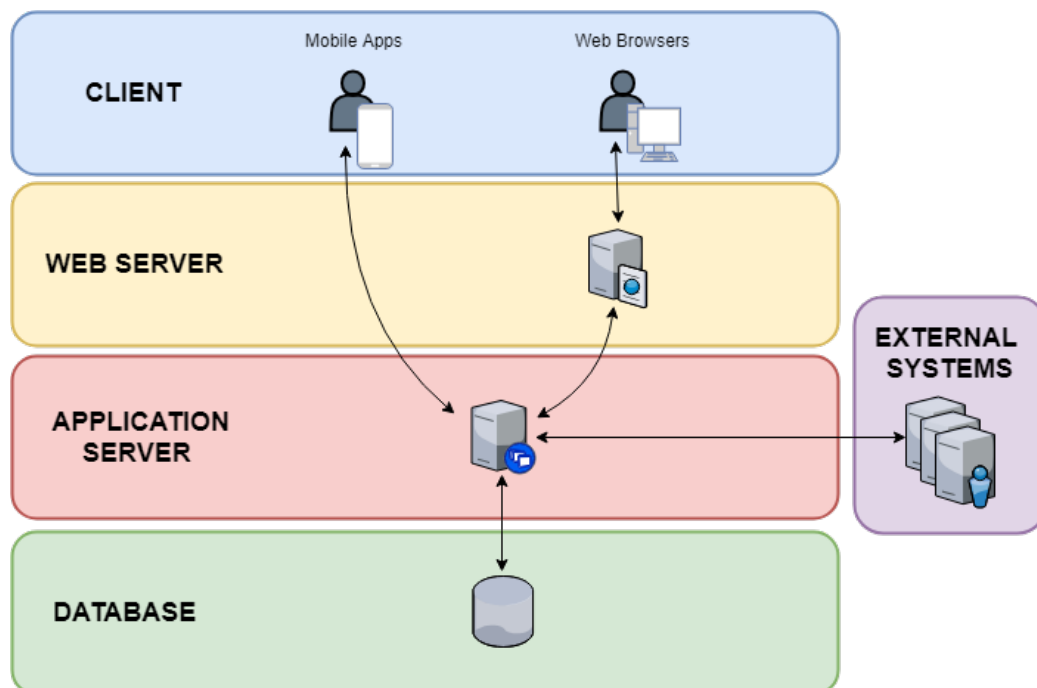 Mobile Apps
Web Browsers
CLIENT
WEB SERVER
EXTERNAL
SYSTEMS
APPLICATION
SERVER
DATABASE